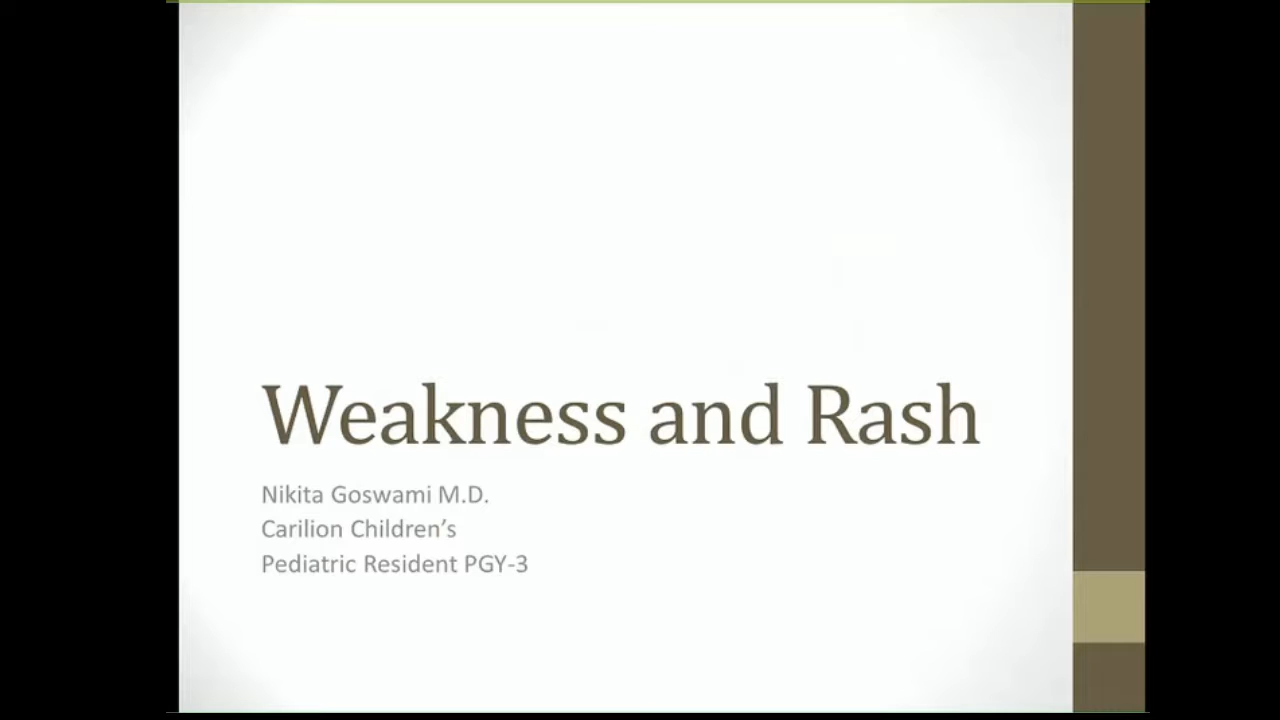 Weakness and Rash
Nikita Goswami M.D.
Carilion Children’s
Pediatric Resident PGY-3